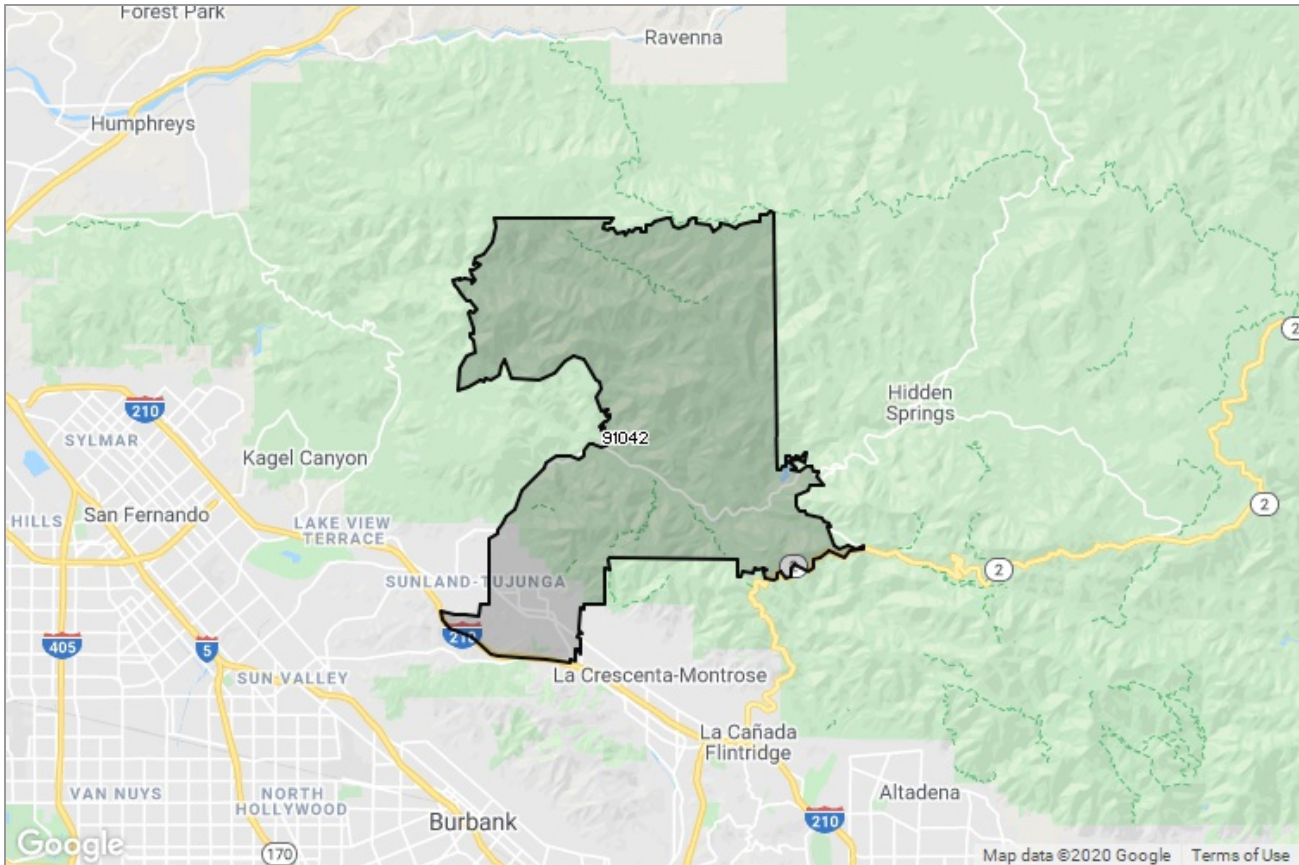 Forest Park
Ravenna
Humphreys
2
Hidden
Springs
210
SYLMAR
91042
Kagel Canyon
HILLS
San Fernando
2
LAKE VIEW
TERRACE
2
SUNLAND-TUJUNGA
405
5
210
SUN VALLEY
La Crescenta-Montrose
La Cañada
Flintridge
VAN NUYS
NORTH
HOLLYWOOD
Altadena
Burbank
210
Google
170
Map data ©2020 Google
Terms of Use